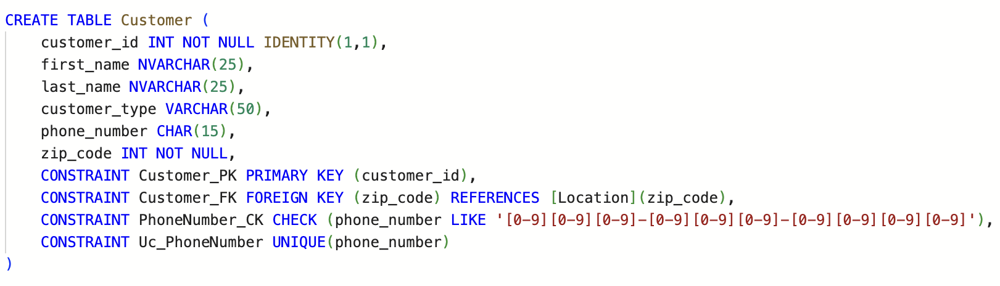 CREATE TABLE Customer (
    customer_id INT NOT NULL IDENTITY(1,1),
    first_name NVARCHAR(25),
    last_name NVARCHAR(25),
    customer_type VARCHAR(50),
    phone_number CHAR(15),
    zip_code INT NOT NULL,
    CONSTRAINT Customer_PK PRIMARY KEY (customer_id),
    CONSTRAINT Customer_FK FOREIGN KEY (zip_code) REFERENCES [Location](zip_code),
    CONSTRAINT PhoneNumber_CK CHECK (phone_number LIKE '[0-9][0-9][0-9]-[0-9][0-9][0-9]-[0-9][0-9][0-9][0-9]'),
    CONSTRAINT Uc_PhoneNumber UNIQUE(phone_number)
)